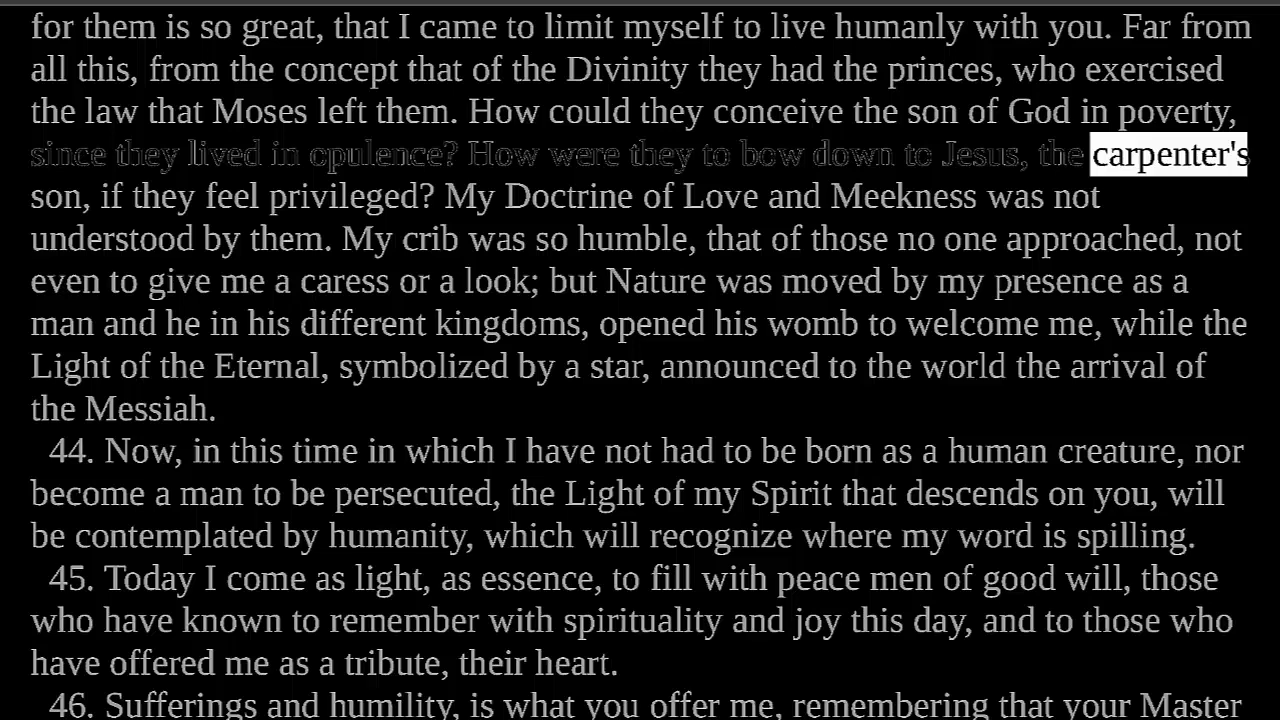 for them is so great, that I came to limit myself to live humanly with you. Far from
all this, from the concept that of the Divinity they had the princes, who exercised
the law that Moses left them. How could they conceive the son of God in poverty,
since they lived in opulence? How were they to bow down to Jesus, the carpenter's
son, if they feel privileged? My Doctrine of Love and Meekness was not
understood by them. My crib was so humble, that of those no one approached, not
even to give me a caress or a look; but Nature was moved by my presence as a
man and he in his different kingdoms, opened his womb to welcome me, while the
Light of the Eternal, symbolized by a star, announced to the world the arrival of
the Messiah.
44. Now, in this time in which I have not had to be born as a human creature, nor
become a man to be persecuted, the Light of my Spirit that descends on you, will
be contemplated by humanity, which will recognize where my word is spilling.
45. Today I come as light, as essence, to fill with peace men of good will, those
who have known to remember with spirituality and joy this day, and to those who
have offered me as a tribute, their heart.
46. Sufferings and humility, is what you offer me, remembering that your Master